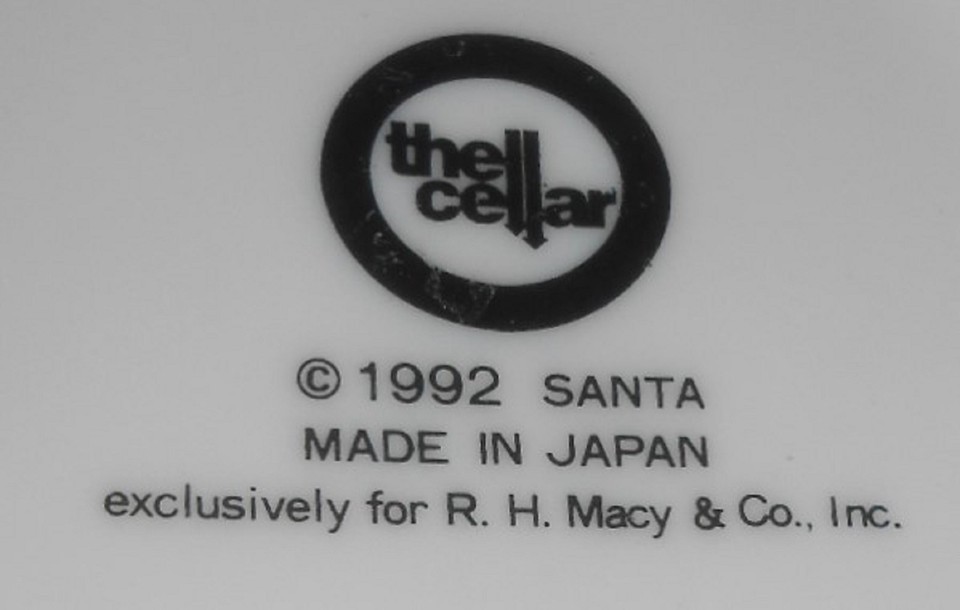 the
cellar
© 1992 SANTA
MADE IN JAPAN
exclusively for R. H. Macy & Co., Inc.